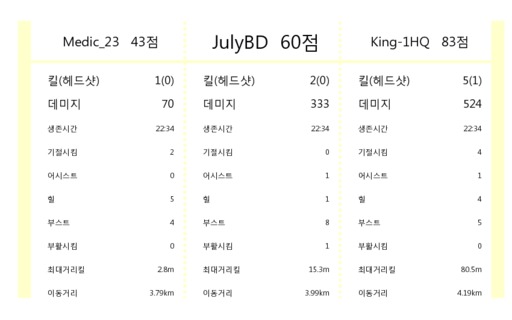 Medic_23 43점 JulyBD 60점 King-1HQ 83점
킬(헤드샷) 1(0) 킬(헤드샷) 2(0) 킬(헤드샷) 5(1)
데미지 70 데미지 333 데미지 524
생존시간 22:34 생존시간 22:34 생존시간 22:34
기절시킴 2 기절시킴 0 기절시킴 4
어시스트 0 어시스트 1 어시스트 1
힐 5 힐 1 힐 4
부스트 4 부스트 8 부스트 5
부활시킴 0 부활시킴 1 부활시킴 0
최대거리킬 2.8m 최대거리킬 15.3m 최대거리킬 80.5m
이동거리 3.79km 이동거리 3.99km 이동거리 4.19km